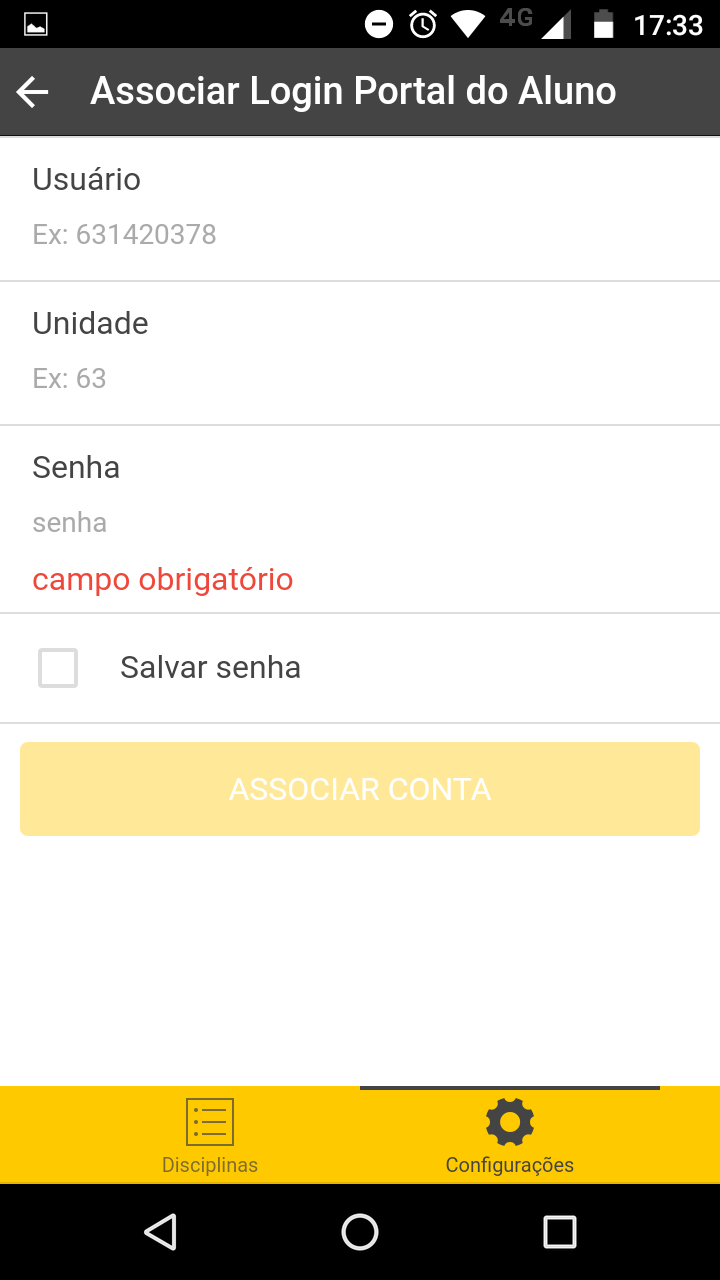 4G 17:33
Associar Login Portal do Aluno
Usuário
Ex: 631420378
Unidade
Ex: 63
Senha
senha
campo obrigatório
Salvar senha
ASSOCIAR CONTA
Disciplinas Configurações